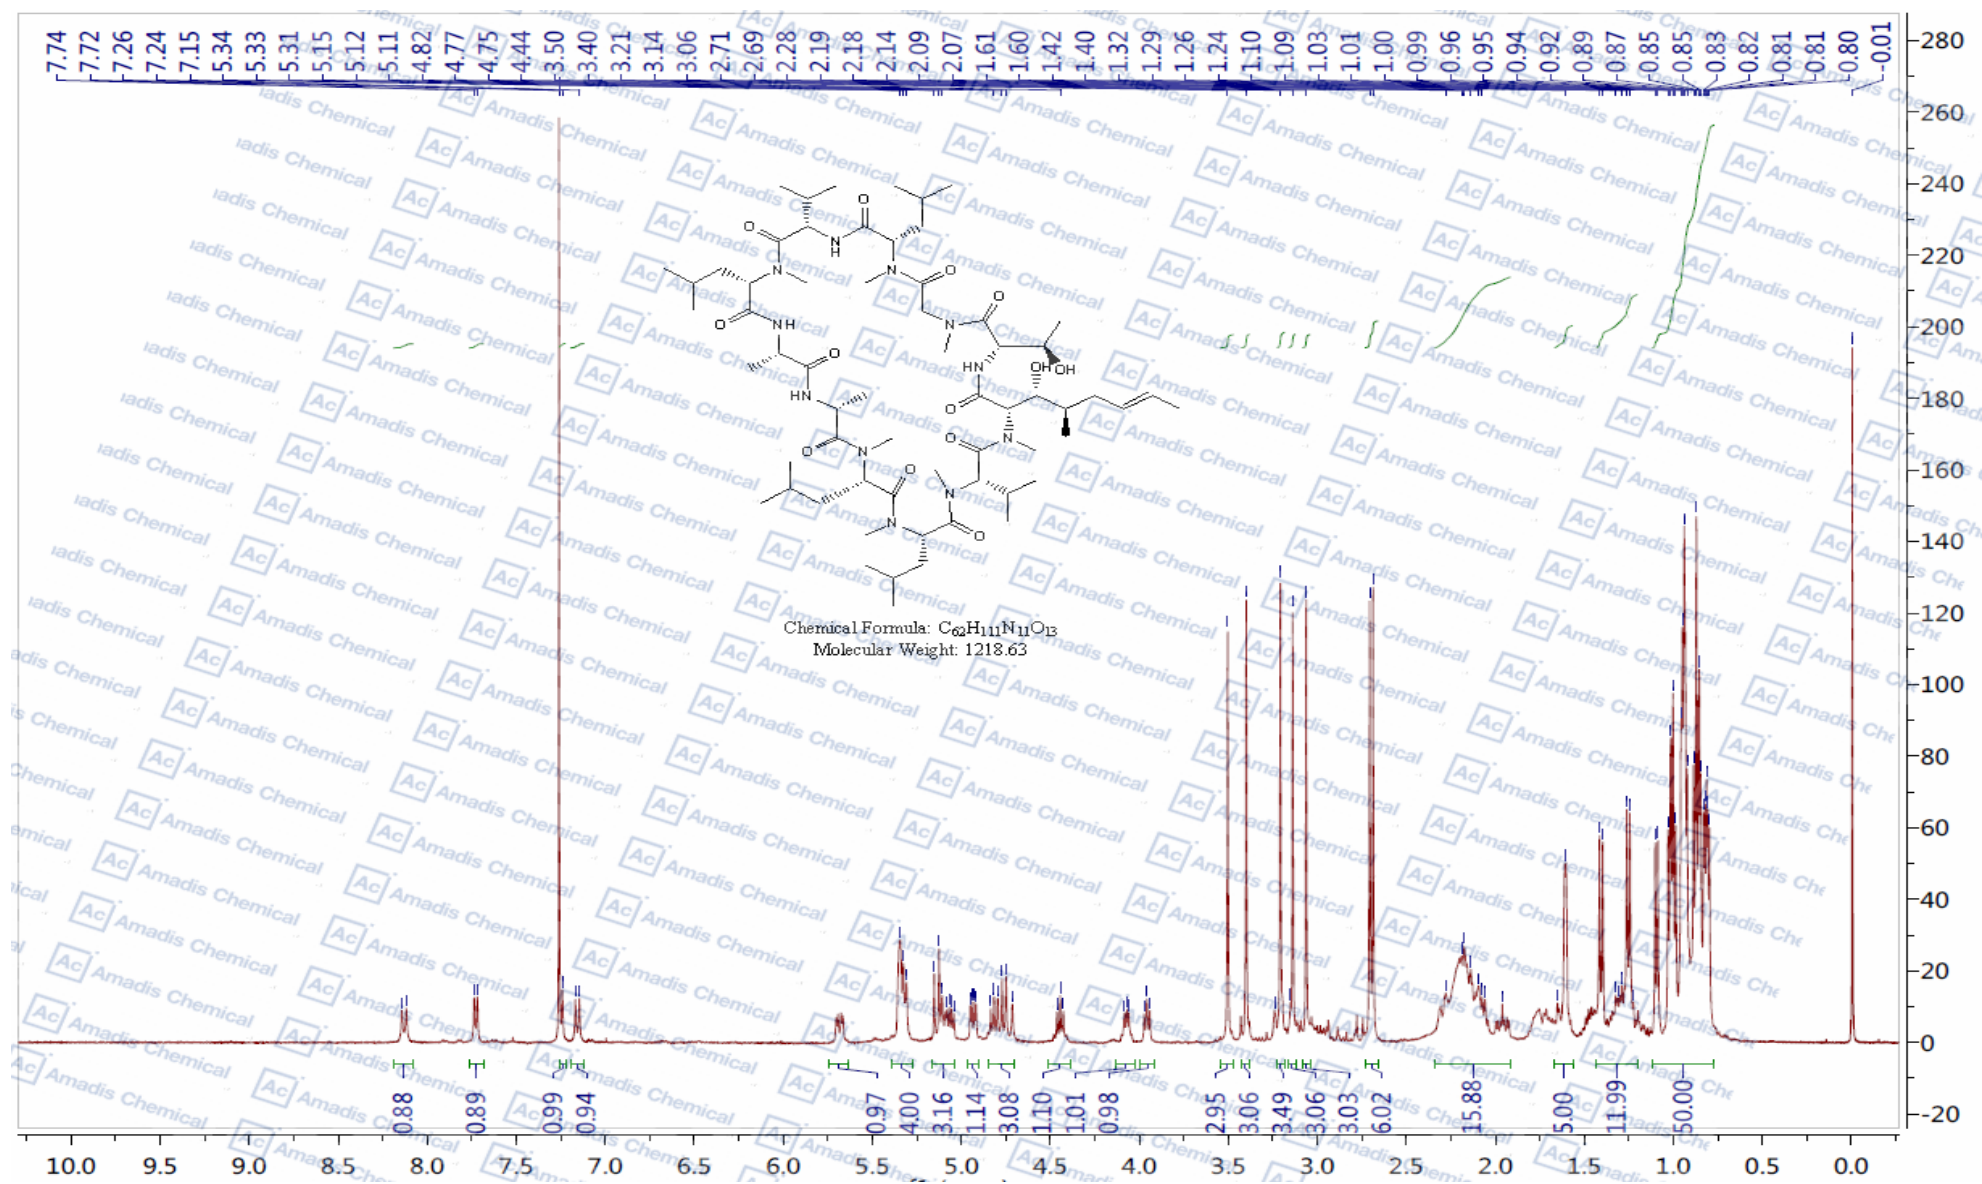 7.74 7.72 7.26 7.24 7.15 5.34 5.33 5.31 5.15 5.12 5.11 4.82 4.77 4.75 4.44 3.50 3.40 3.21 3.14 3.06 2.71 2.69 2.28 2.19 2.18 2.14 2.09 2.07 1.61 1.60 1.42 1.40 1.32 1.29 1.26 1.24 1.10 1.09 1.03 1.01 1.00 0.99 0.96 0.95 0.94 0.92 0.89 0.87 0.85 0.85 0.83 0.82 0.81 0.81 0.80 -0.01
280
260
240
220
200
180
160
140
120
100
80
60
40
20
0
-20
Chemical Formula: C62H111N11O13
Molecular Weight: 1218.63
0.88 0.89 0.99 0.94 0.97 4.00 3.16 1.14 3.08 1.10 1.01 0.98 2.95 3.06 3.49 3.06 3.03 6.02 15.88 5.00 11.99 50.00
10.0 9.5 9.0 8.5 8.0 7.5 7.0 6.5 6.0 5.5 5.0 4.5 4.0 3.5 3.0 2.5 2.0 1.5 1.0 0.5 0.0
Ac Amadis Chemical